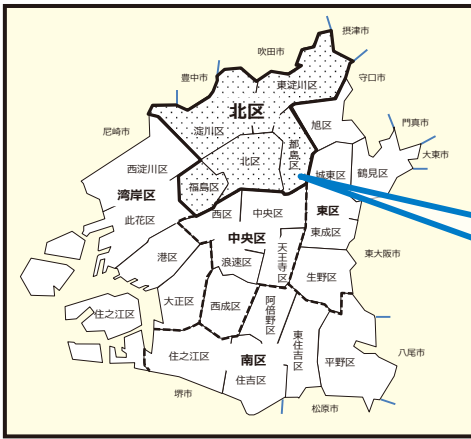 摂津市
吹田市
豊中市
東淀川区
守口市
北区
尼崎市
淀川区
旭区
門真市
都島区
大東市
西淀川区
北区
城東区
鶴見区
福島区
湾岸区
此花区
西区
中央区
東区
中央区
東成区
港区
浪速区
天王寺区
東大阪市
生野区
大正区
西成区
阿倍野区
住之江区
東住吉区
住之江区
南区
平野区
八尾市
住吉区
堺市
松原市